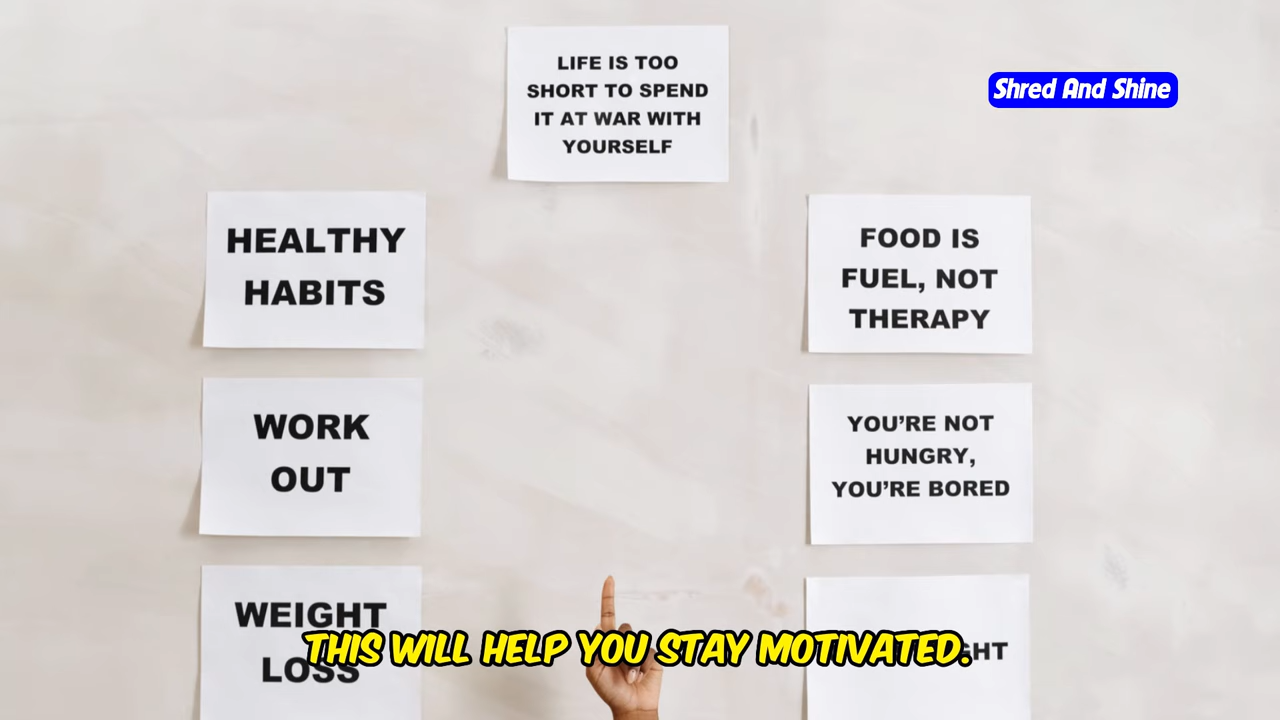 LIFE IS TOO
SHORT TO SPEND
IT AT WAR WITH
YOURSELF
Shred And Shine
HEALTHY
HABITS
FOOD IS
FUEL, NOT
THERAPY
WORK
OUT
YOU'RE NOT
HUNGRY,
YOU'RE BORED
WEIGHT
LOSS
THIS WILL HELP YOU STAY MOTIVATED.